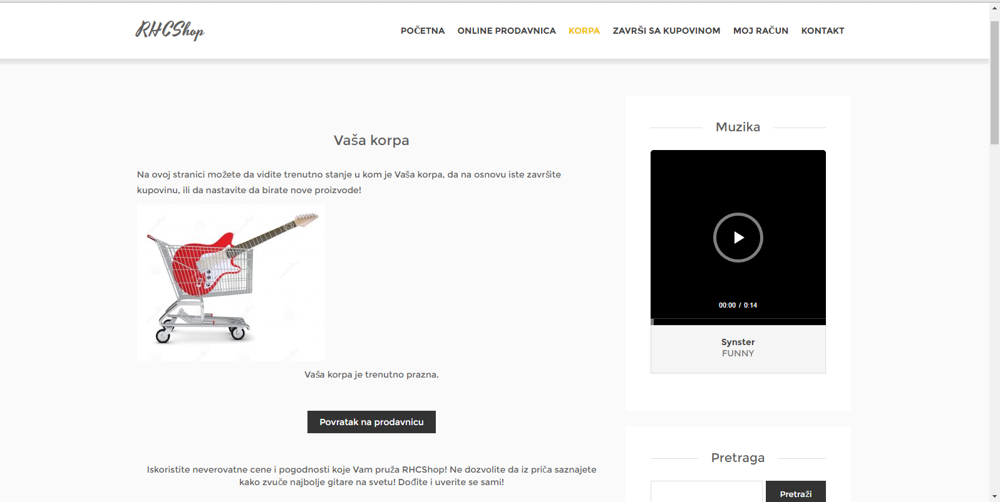 RHCShop
POČETNA ONLINE PRODAVNICA KORPA ZAVRŠI SA KUPOVINOM MOJ RAČUN KONTAKT
Vaša korpa
Na ovoj stranici možete da vidite trenutno stanje u kom je Vaša korpa, da na osnovu iste završite
kupovinu, ili da nastavite da birate nove proizvode!
Vaša korpa je trenutno prazna.
Povratak na prodavnicu
Iskoristite neverovatne cene i pogodnosti koje Vam pruža RHCShop! Ne dozvolite da iz priča saznajete
kako zvuče najbolje gitare na svetu! Dođite i uverite se sami!
Muzika
00:00 / 0:14
Synster
FUNNY
Pretraga
Pretraži